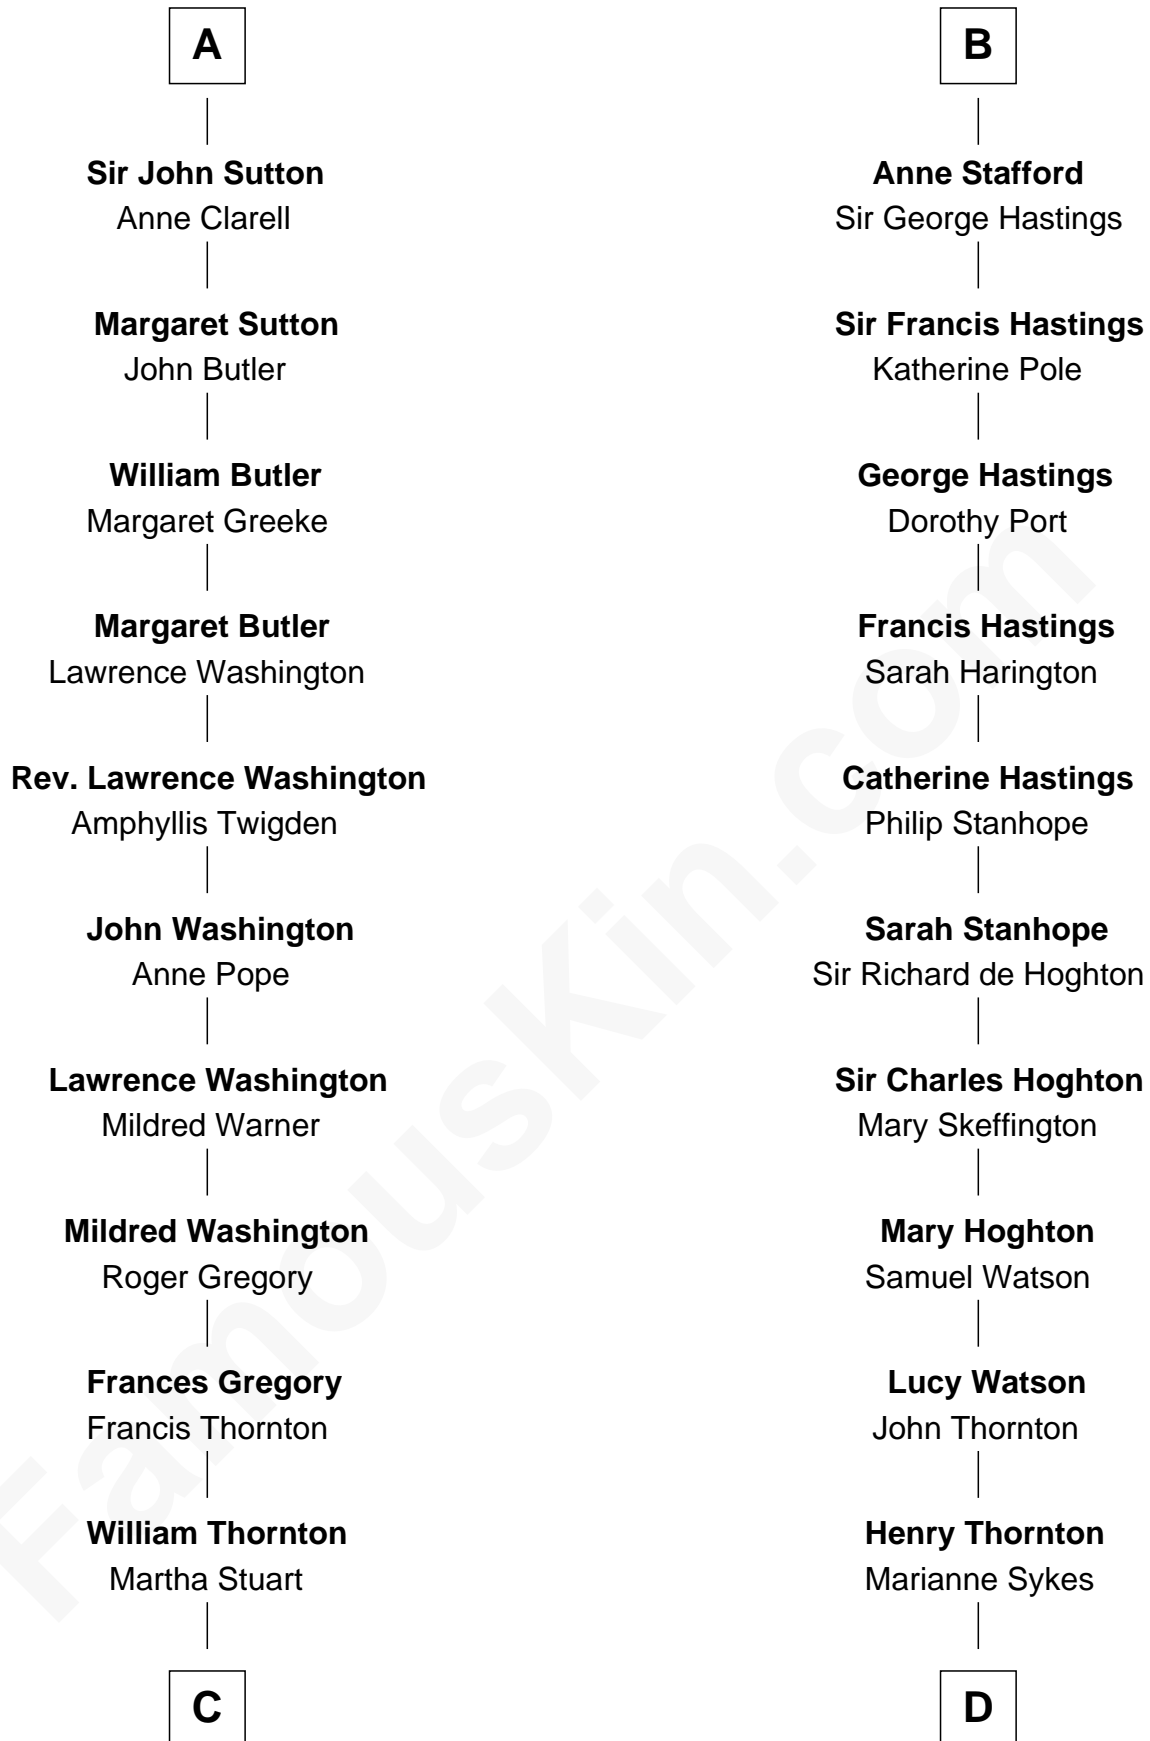 A
Sir John Sutton
Anne Clarell
Margaret Sutton
John Butler
William Butler
Margaret Greeke
Margaret Butler
Lawrence Washington
Rev. Lawrence Washington
Amphyllis Twigden
John Washington
Anne Pope
Lawrence Washington
Mildred Warner
Mildred Washington
Roger Gregory
Frances Gregory
Francis Thornton
William Thornton
Martha Stuart
C
B
Anne Stafford
Sir George Hastings
Sir Francis Hastings
Katherine Pole
George Hastings
Dorothy Port
Francis Hastings
Sarah Harington
Catherine Hastings
Philip Stanhope
Sarah Stanhope
Sir Richard de Hoghton
Sir Charles Hoghton
Mary Skeffington
Mary Hoghton
Samuel Watson
Lucy Watson
John Thornton
Henry Thornton
Marianne Sykes
D
FamousKin.com